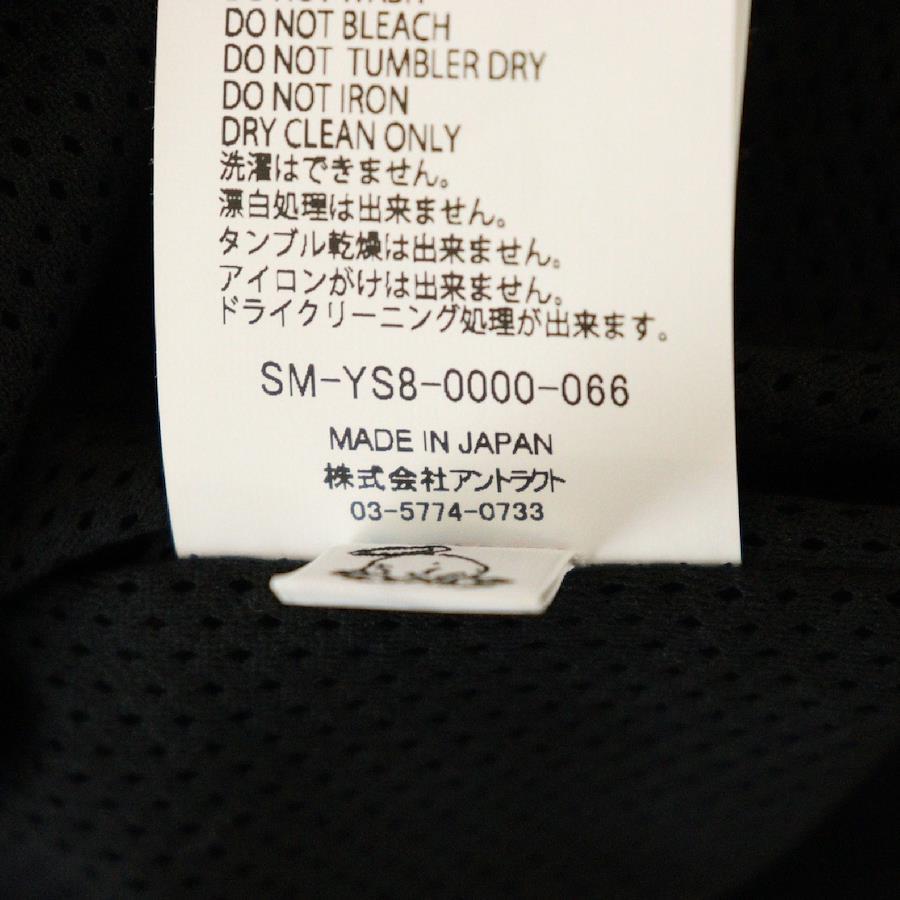 DO NOT WASH
DO NOT BLEACH
DO NOT TUMBLER DRY
DO NOT IRON
DRY CLEAN ONLY
洗濯はできません。
漂白処理は出来ません。
タンブル乾燥は出来ません。
アイロンがけは出来ません。
ドライクリーニング処理が出来ます。
SM-YS8-0000-066
MADE IN JAPAN
株式会社アントラクト
03-5774-0733